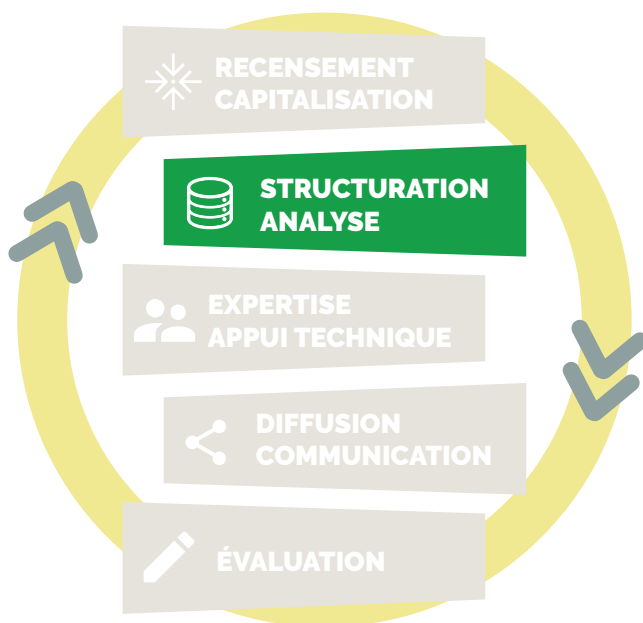 RECENSEMENT
CAPITALISATION
STRUCTURATION
ANALYSE
EXPERTISE
APPUI TECHNIQUE
DIFFUSION
COMMUNICATION
ÉVALUATION